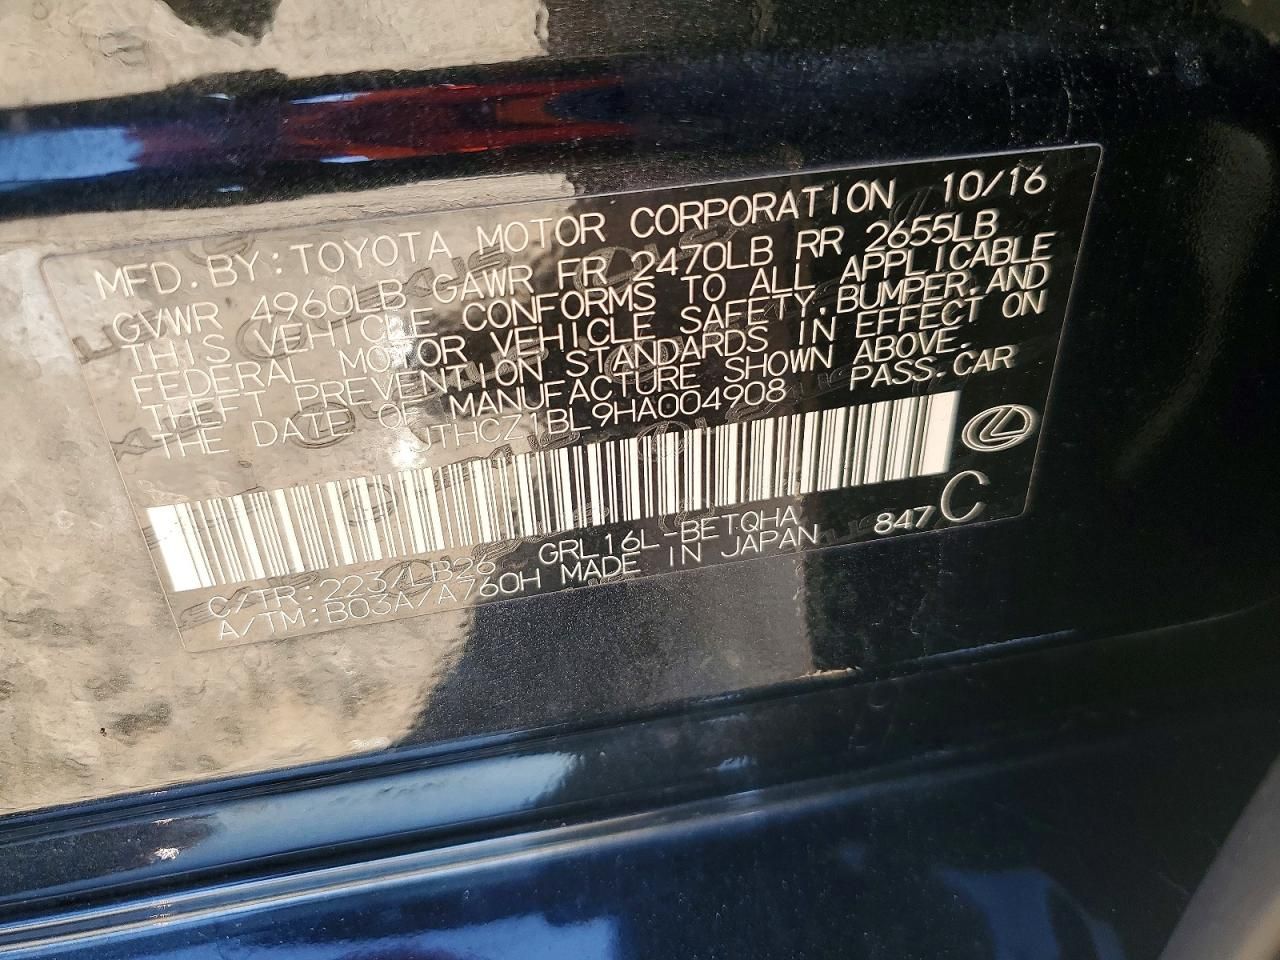 MFD. BY: TOYOTA MOTOR CORPORATION 10/16
GVWR 4960LB GAWR FR 2470LB RR 2655LB
THIS VEHICLE CONFORMS TO ALL APPLICABLE
FEDERAL MOTOR VEHICLE SAFETY, BUMPER, AND
THEFT PREVENTION STANDARDS IN EFFECT ON
THE DATE OF MANUFACTURE SHOWN ABOVE.
JTHCZ1BL9HA004908 PASS. CAR
C/TR: 223/LB26 GRL16L-BETQHA 847 C
A/TM: B03A/A760H MADE IN JAPAN